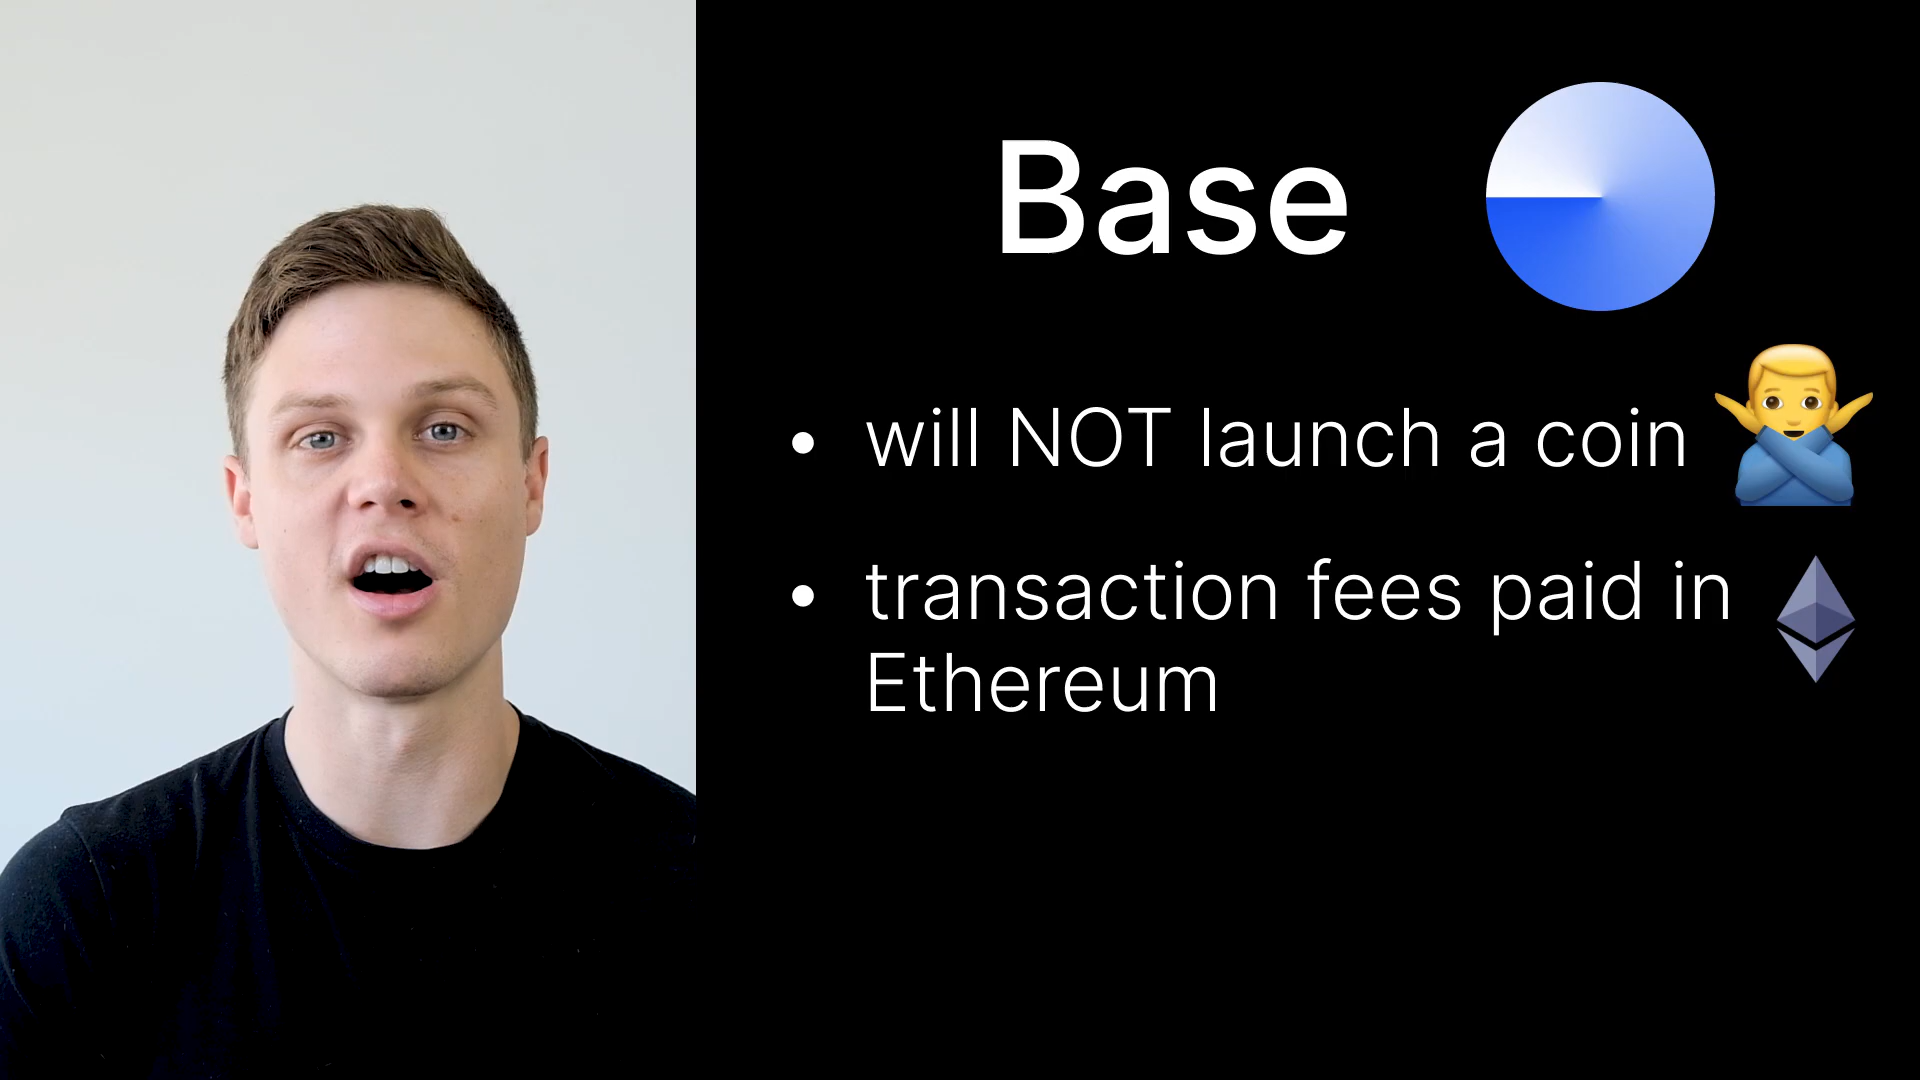 Base
• will NOT launch a coin
• transaction fees paid in
Ethereum